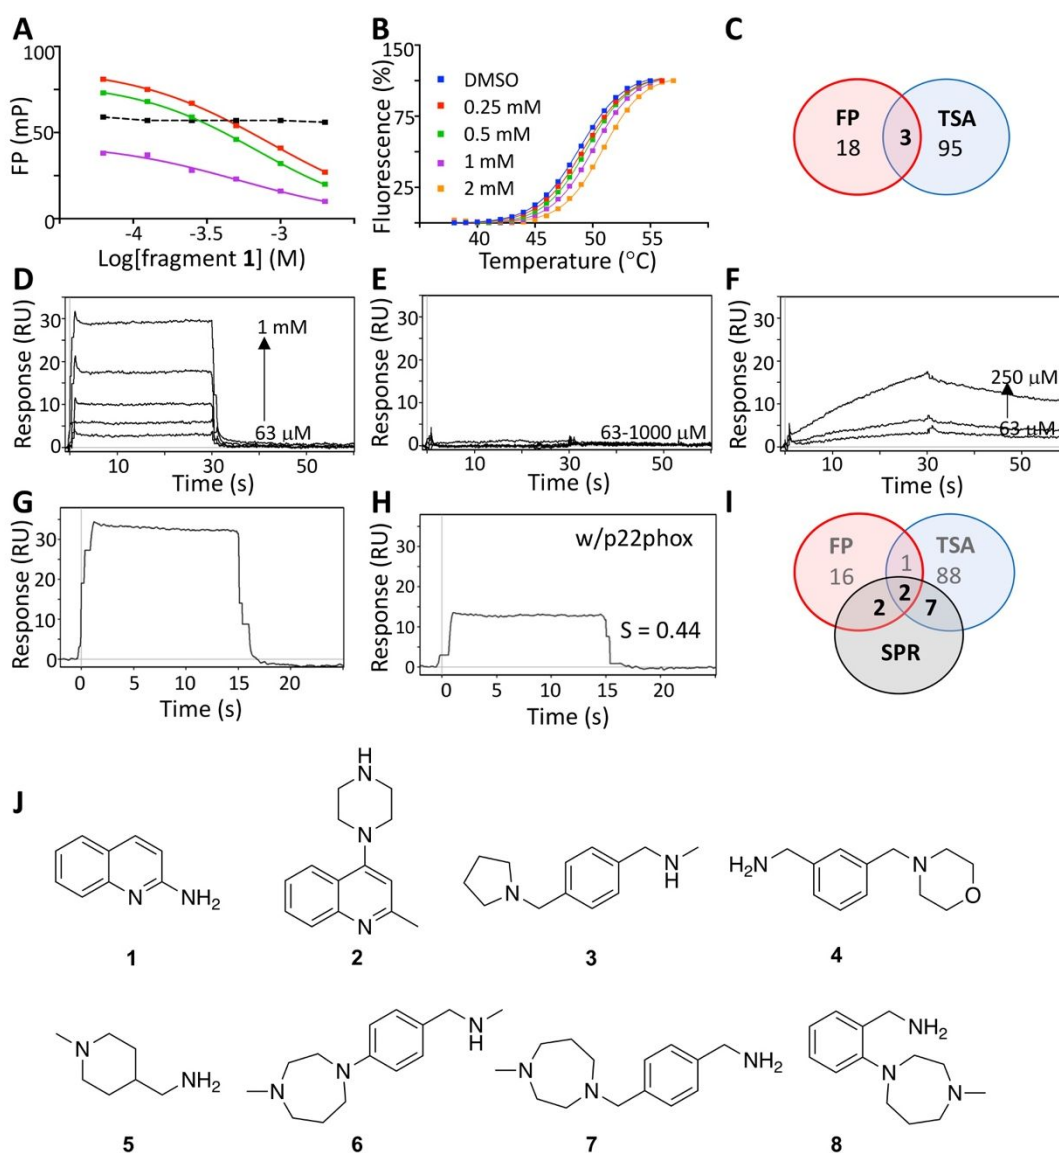 A
FP (mP)
100
50
0
-4
-3.5
-3
Log[fragment 1] (M)
B
Fluorescence (%)
150
75
25
DMSO
0.25 mM
0.5 mM
1 mM
2 mM
40
45
50
55
Temperature (°C)
C
FP
18
3
TSA
95
D
Response (RU)
30
20
10
0
1 mM
63 µM
10
30
50
Time (s)
E
Response (RU)
30
20
10
0
63-1000 µM
10
30
50
Time (s)
F
Response (RU)
30
20
10
0
250 µM
63 µM
10
30
50
Time (s)
G
Response (RU)
30
20
10
0
0
5
10
15
20
Time (s)
H
Response (RU)
30
20
10
0
w/p22phox
S = 0.44
0
5
10
15
20
Time (s)
I
FP
16
1
TSA
88
2
2
7
SPR
J
N
NH2
1
H
N
N
N
2
N
N
H
3
H2N
N
O
4
N
NH2
5
N
N
N
H
6
N
N
NH2
7
NH2
N
N
8